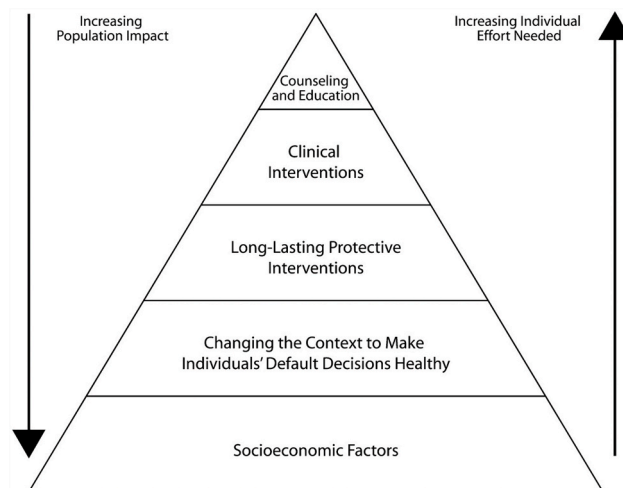 Increasing
Population Impact
Increasing Individual
Effort Needed
Counseling
and Education
Clinical
Interventions
Long-Lasting Protective
Interventions
Changing the Context to Make
Individuals’ Default Decisions Healthy
Socioeconomic Factors